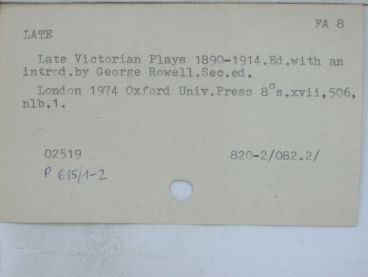 FA 8
LATE
Late Victorian Plays 1890-1914.Ed.with an
introd.by George Rowell.Sec.ed.
London 1974 Oxford Univ.Press 8°s.xvii,506,
nlb.1.
02519 820-2/082.2/
P 615/1-2